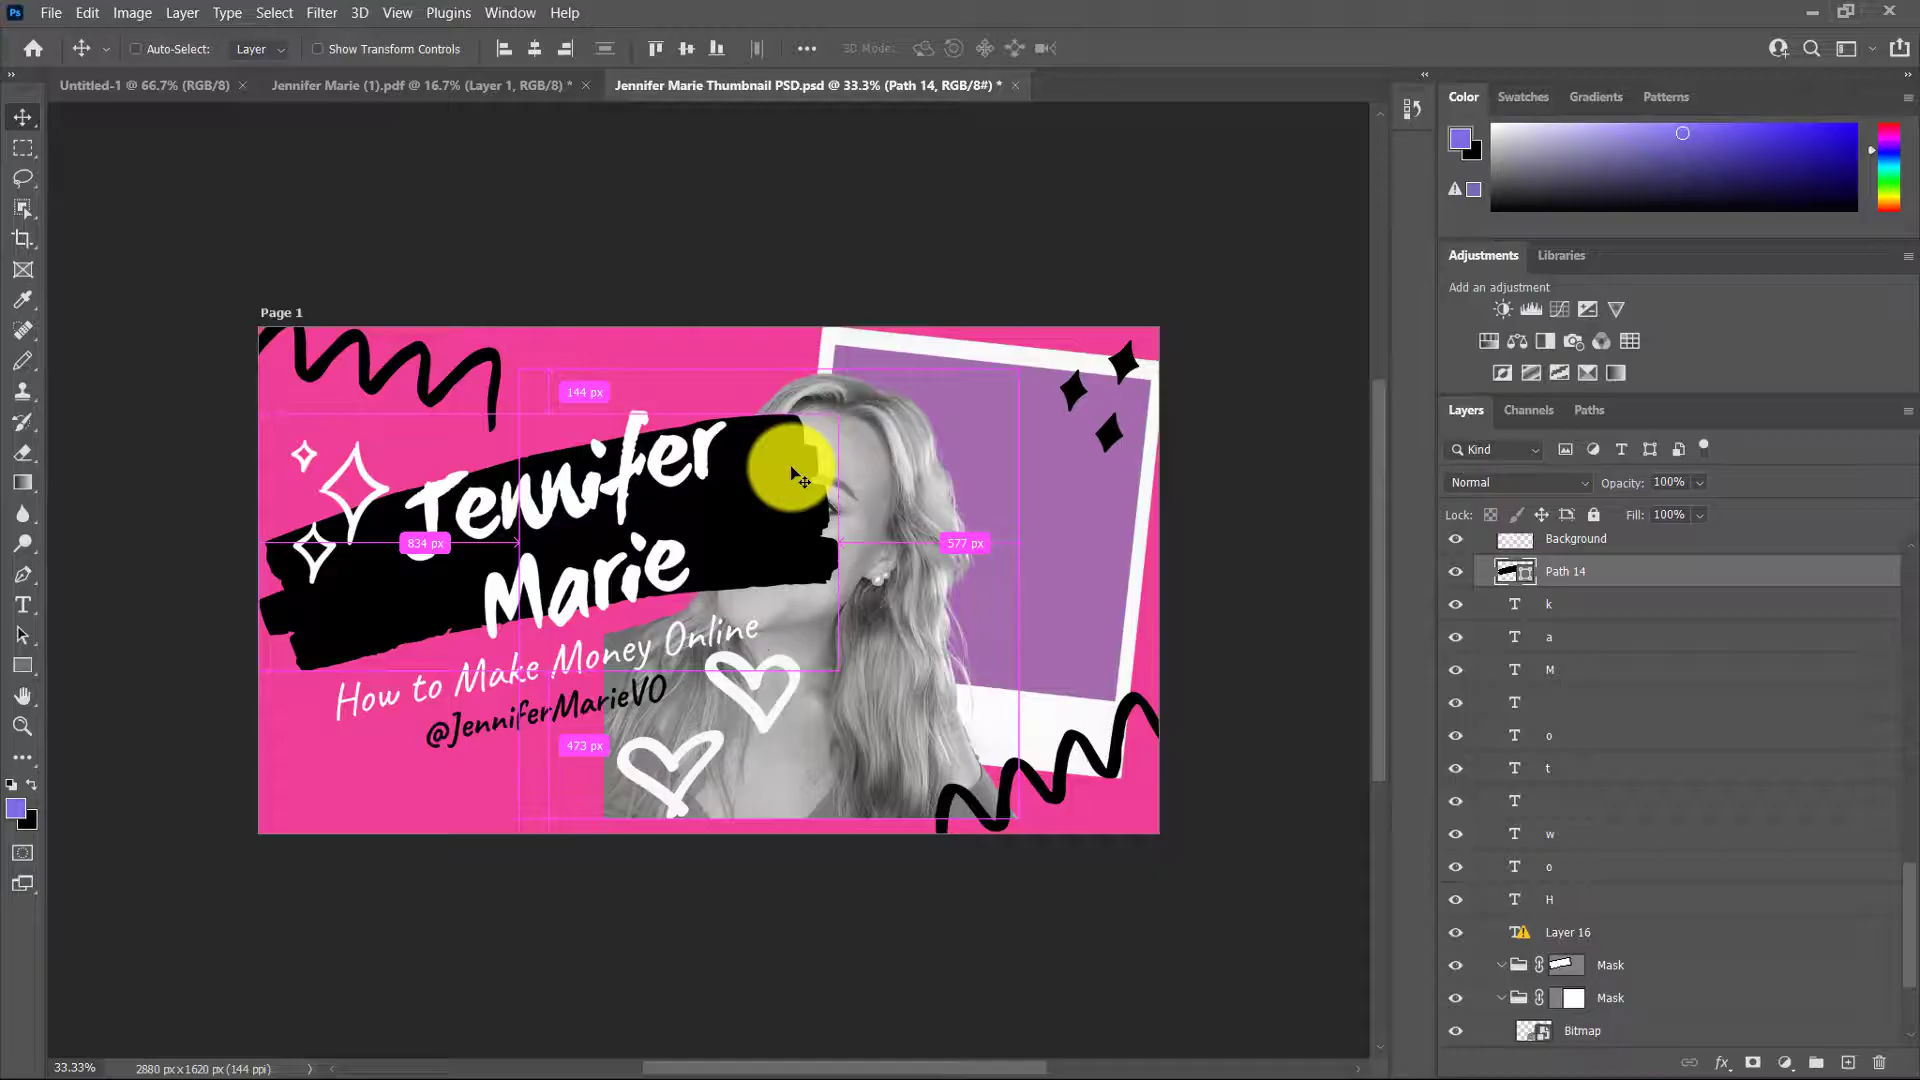 Ps File Edit Image Layer Type Select Filter 3D View Plugins Window Help
Auto-Select: Layer Show Transform Controls 3D Mode:
Untitled-1 @ 66.7% (RGB/8) Jennifer Marie (1).pdf @ 16.7% (Layer 1, RGB/8) * Jennifer Marie Thumbnail PSD.psd @ 33.3% (Path 14, RGB/8#) *
Color Swatches Gradients Patterns
Adjustments Libraries
Add an adjustment
Page 1
144 px
Jennifer
834 px
577 px
Marie
How to Make Money Online
@JenniferMarieVO
473 px
Layers Channels Paths
Kind
Normal Opacity: 100%
Lock: Fill: 100%
Background
Path 14
T k
T a
T M
T
T o
T t
T
T w
T o
T H
T Layer 16
Mask
Mask
Bitmap
fx
33.33% 2880 px x 1620 px (144 ppi)